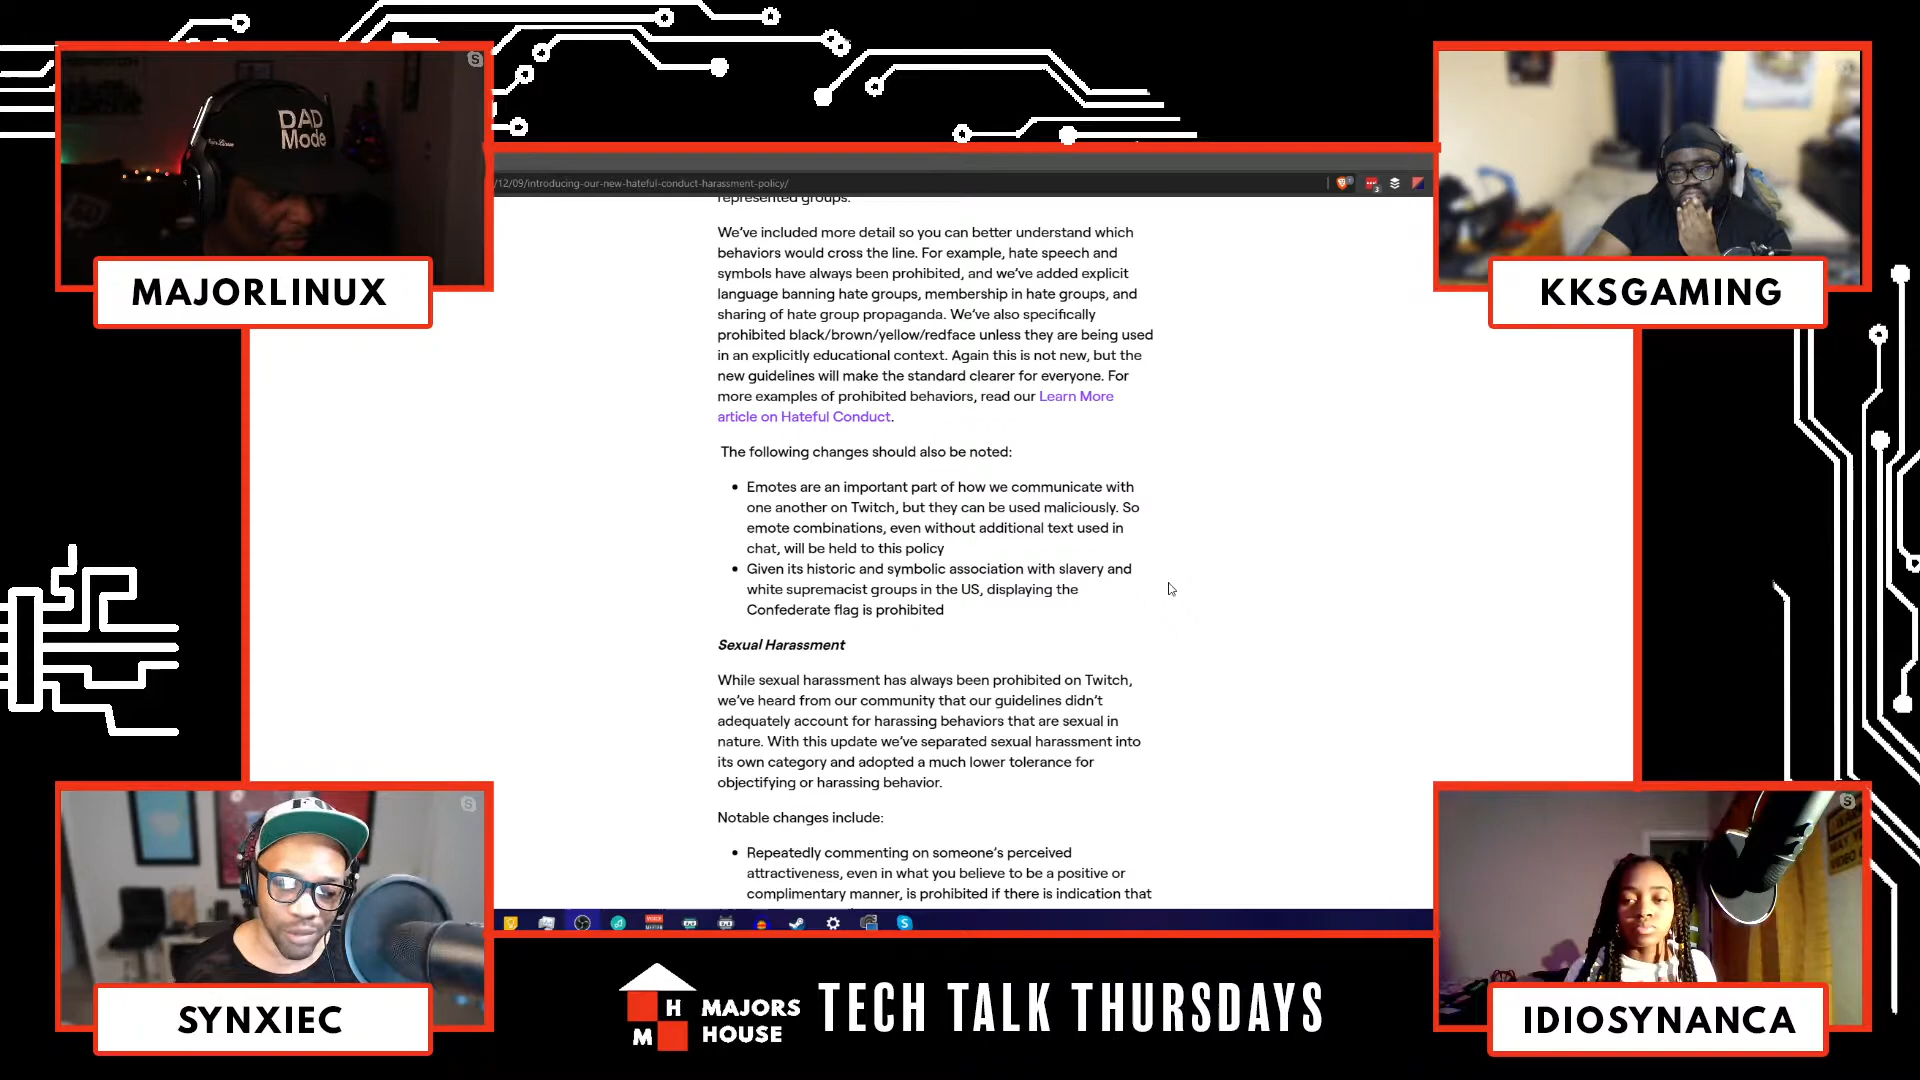 DAD
Mode
MAJORLINUX
KKSGAMING
/12/09/introducing-our-new-hateful-conduct-harassment-policy/
represented groups.
We've included more detail so you can better understand which
behaviors would cross the line. For example, hate speech and
symbols have always been prohibited, and we've added explicit
language banning hate groups, membership in hate groups, and
sharing of hate group propaganda. We've also specifically
prohibited black/brown/yellow/redface unless they are being used
in an explicitly educational context. Again this is not new, but the
new guidelines will make the standard clearer for everyone. For
more examples of prohibited behaviors, read our Learn More
article on Hateful Conduct.
The following changes should also be noted:
• Emotes are an important part of how we communicate with
one another on Twitch, but they can be used maliciously. So
emote combinations, even without additional text used in
chat, will be held to this policy
• Given its historic and symbolic association with slavery and
white supremacist groups in the US, displaying the
Confederate flag is prohibited
Sexual Harassment
While sexual harassment has always been prohibited on Twitch,
we've heard from our community that our guidelines didn't
adequately account for harassing behaviors that are sexual in
nature. With this update we've separated sexual harassment into
its own category and adopted a much lower tolerance for
objectifying or harassing behavior.
Notable changes include:
• Repeatedly commenting on someone's perceived
attractiveness, even in what you believe to be a positive or
complimentary manner, is prohibited if there is indication that
SYNXIEC
IDIOSYNANCA
H
M
MAJORS
HOUSE
TECH TALK THURSDAYS